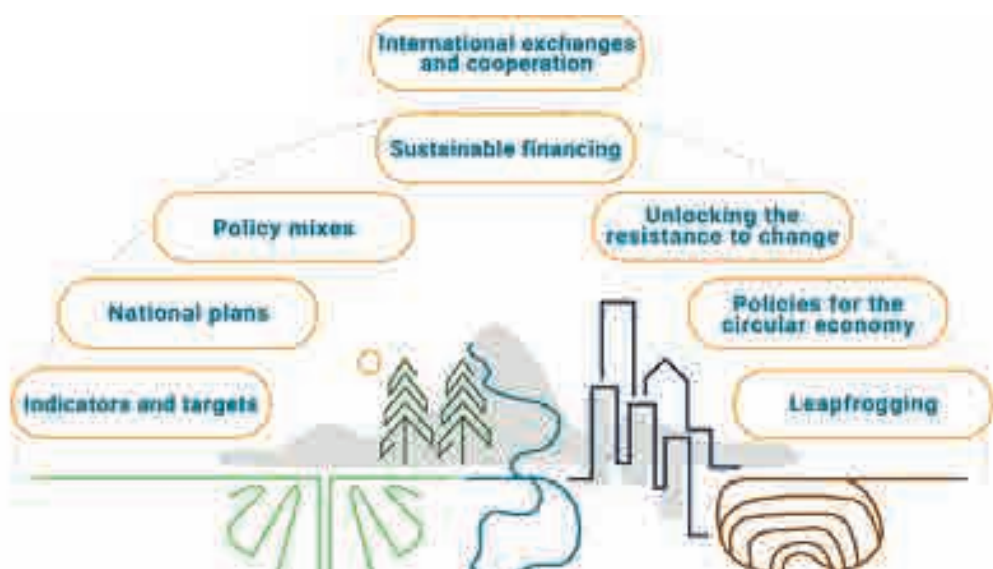 International exchanges
and cooperation
Sustainable financing
Policy mixes
Unlocking the
resistance to change
National plans
Policies for the
circular economy
Indicators and targets
Leapfrogging